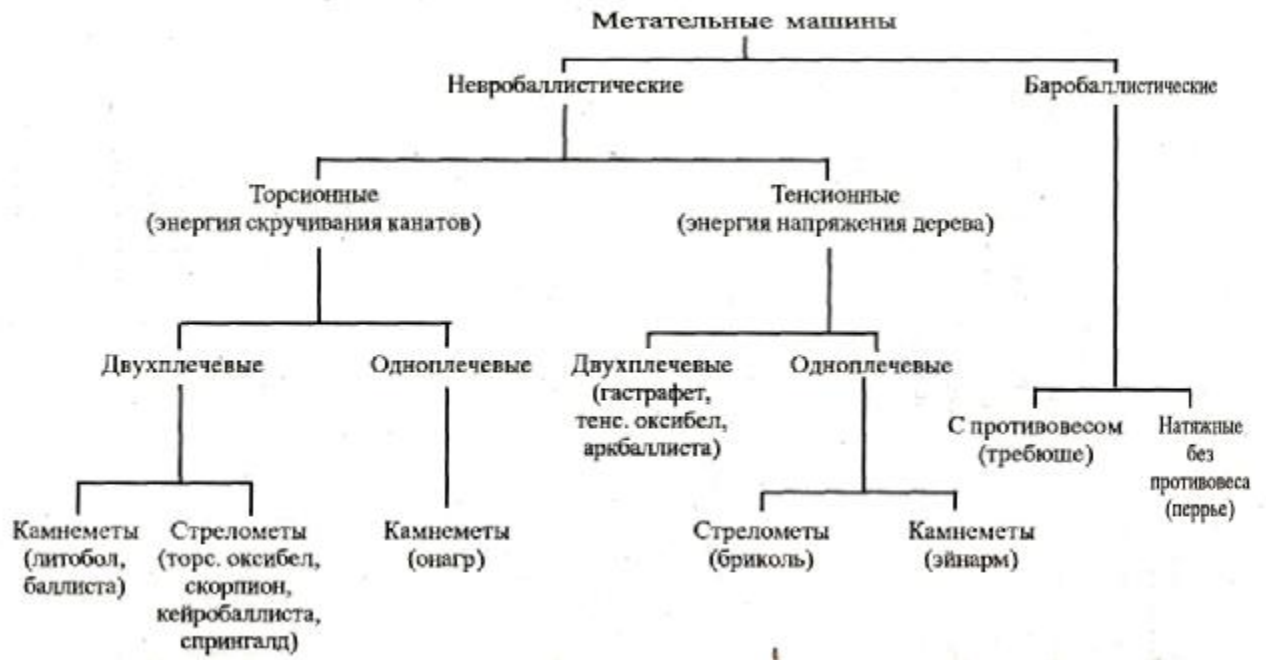 Метательные машины
Невробаллистические
Баробаллистические
Торсионные
(энергия скручивания канатов)
Тенсионные
(энергия напряжения дерева)
Двухплечевые
Одноплечевые
Двухплечевые
(гастрафет,
тенс. оксибел,
аркбаллиста)
Одноплечевые
С противовесом
(требюше)
Натяжные
без
противовеса
(перрье)
Камнеметы
(литобол,
баллиста)
Стрелометы
(торс. оксибел,
скорпион,
кейробаллиста,
спрингалд)
Камнеметы
(онагр)
Стрелометы
(бриколь)
Камнеметы
(эйнарм)